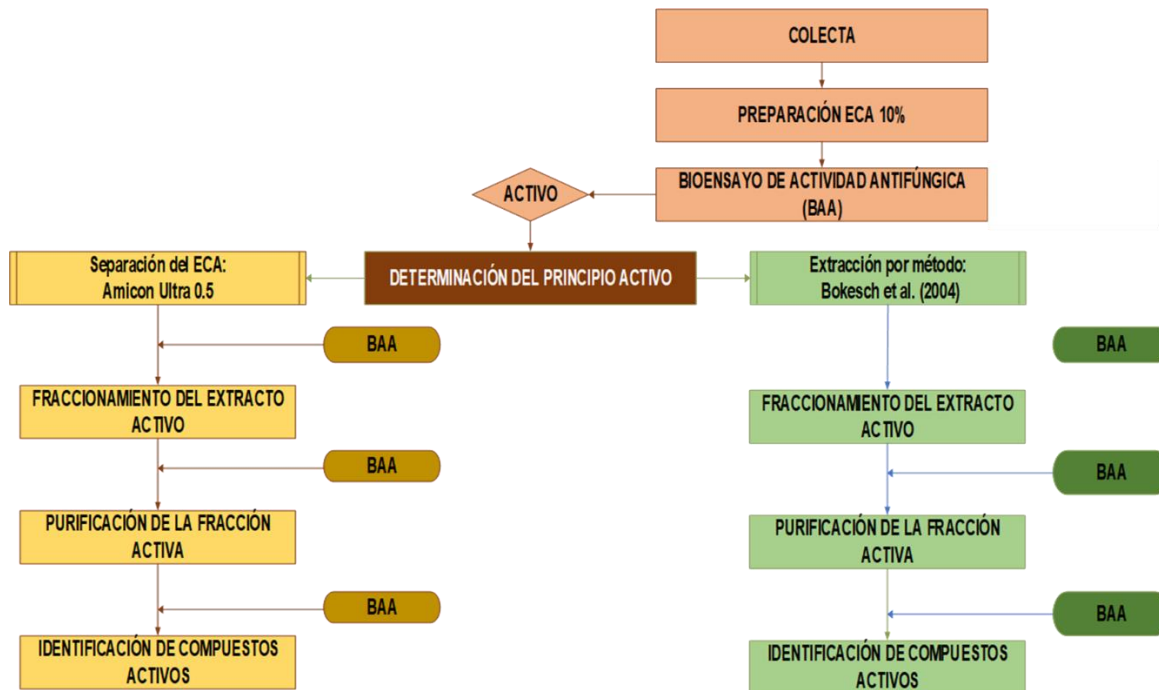 COLECTA
PREPARACIÓN ECA 10%
BIOENSAYO DE ACTIVIDAD ANTIFÚNGICA
(BAA)
ACTIVO
DETERMINACIÓN DEL PRINCIPIO ACTIVO
Separación del ECA:
Amicon Ultra 0.5
BAA
FRACCIONAMIENTO DEL EXTRACTO
ACTIVO
BAA
PURIFICACIÓN DE LA FRACCIÓN
ACTIVA
BAA
IDENTIFICACIÓN DE COMPUESTOS
ACTIVOS
Extracción por método:
Bokesch et al. (2004)
BAA
FRACCIONAMIENTO DEL EXTRACTO
ACTIVO
BAA
PURIFICACIÓN DE LA FRACCIÓN
ACTIVA
BAA
IDENTIFICACIÓN DE COMPUESTOS
ACTIVOS